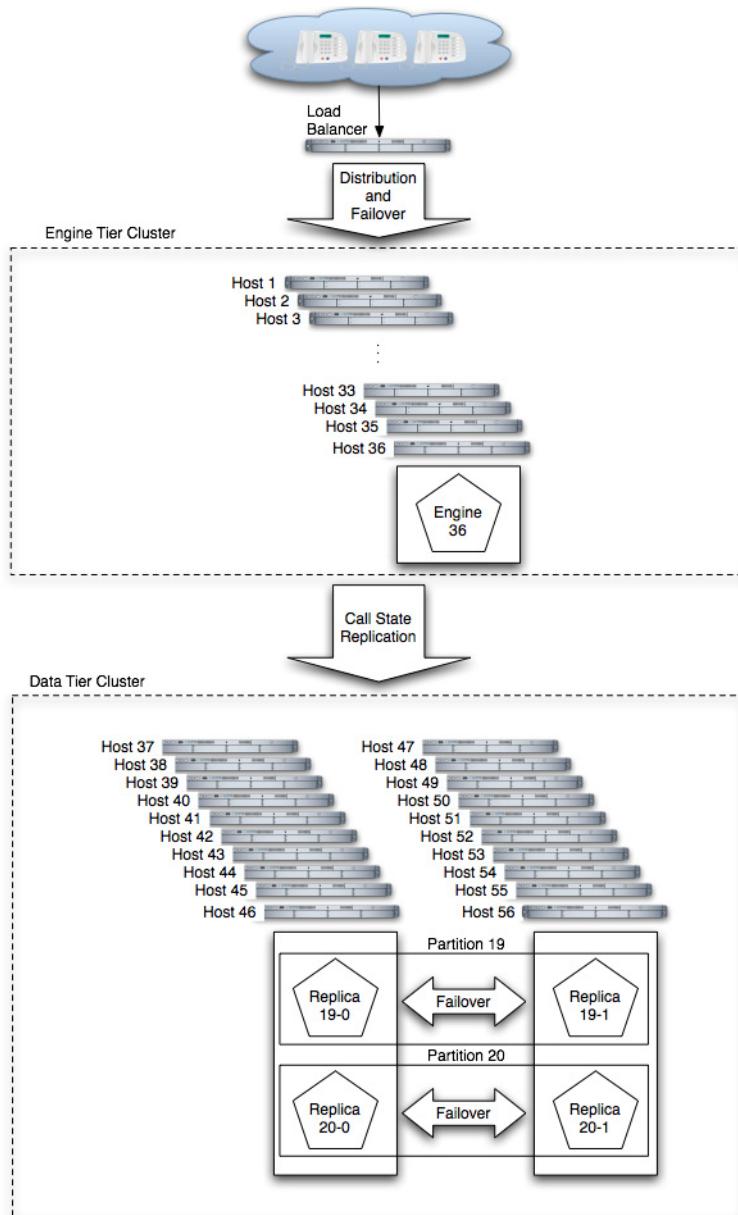 Load
Balancer
Distribution
and
Failover
Engine Tier Cluster
Host 1
Host 2
Host 3
Host 33
Host 34
Host 35
Host 36
Engine
36
Call State
Replication
Data Tier Cluster
Host 37
Host 38
Host 39
Host 40
Host 41
Host 42
Host 43
Host 44
Host 45
Host 46
Host 47
Host 48
Host 49
Host 50
Host 51
Host 52
Host 53
Host 54
Host 55
Host 56
Partition 19
Replica
19-0
Failover
Replica
19-1
Partition 20
Replica
20-0
Failover
Replica
20-1